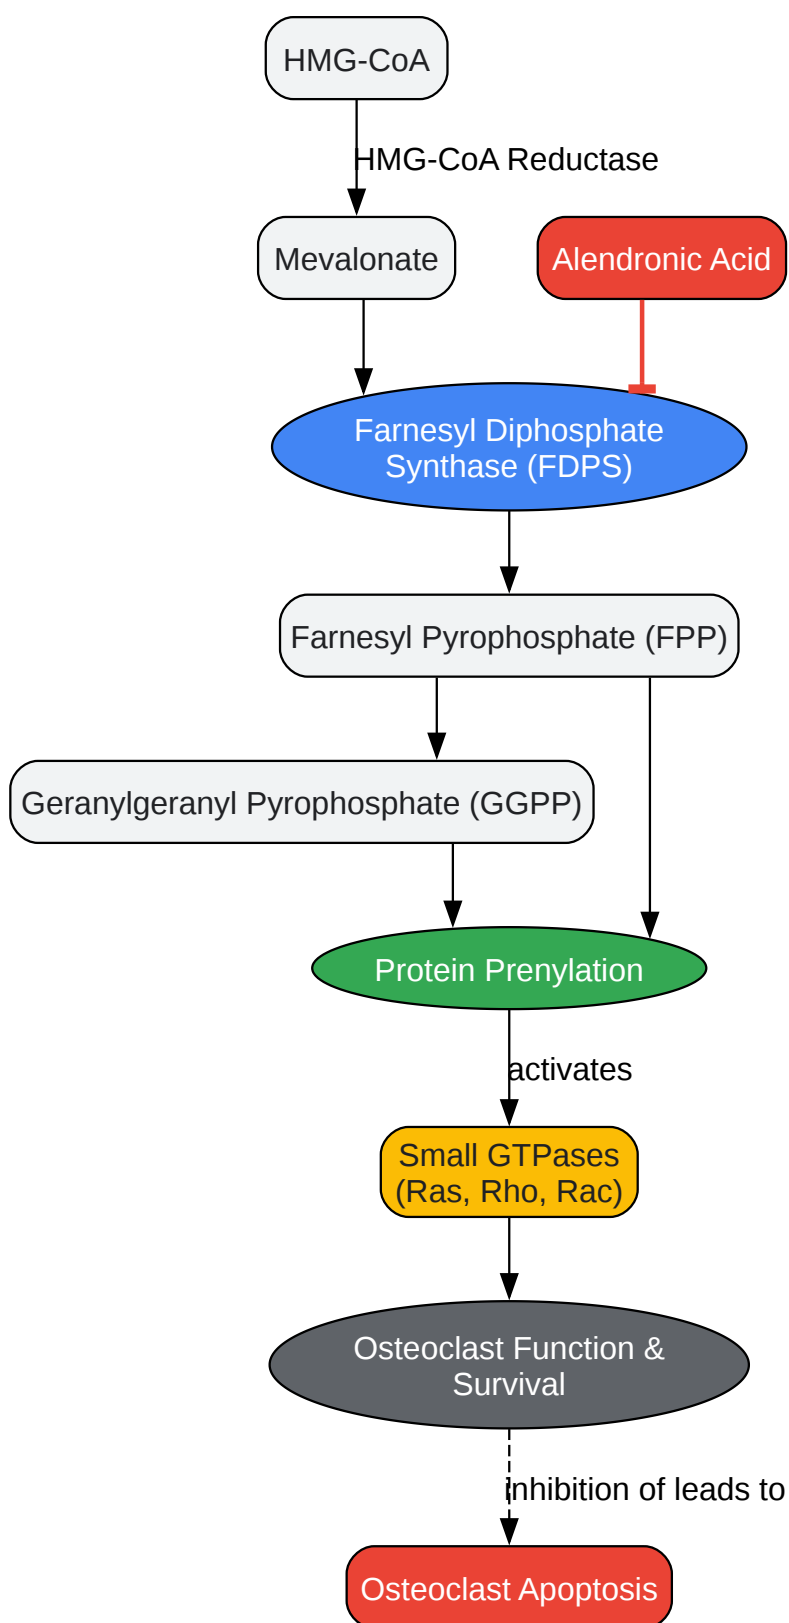 HMG-CoA
HMG-CoA Reductase
Mevalonate
Alendronic Acid
Farnesyl Diphosphate
Synthase (FDPS)
Farnesyl Pyrophosphate (FPP)
Geranylgeranyl Pyrophosphate (GGPP)
Protein Prenylation
activates
Small GTPases
(Ras, Rho, Rac)
Osteoclast Function &
Survival
inhibition of leads to
Osteoclast Apoptosis